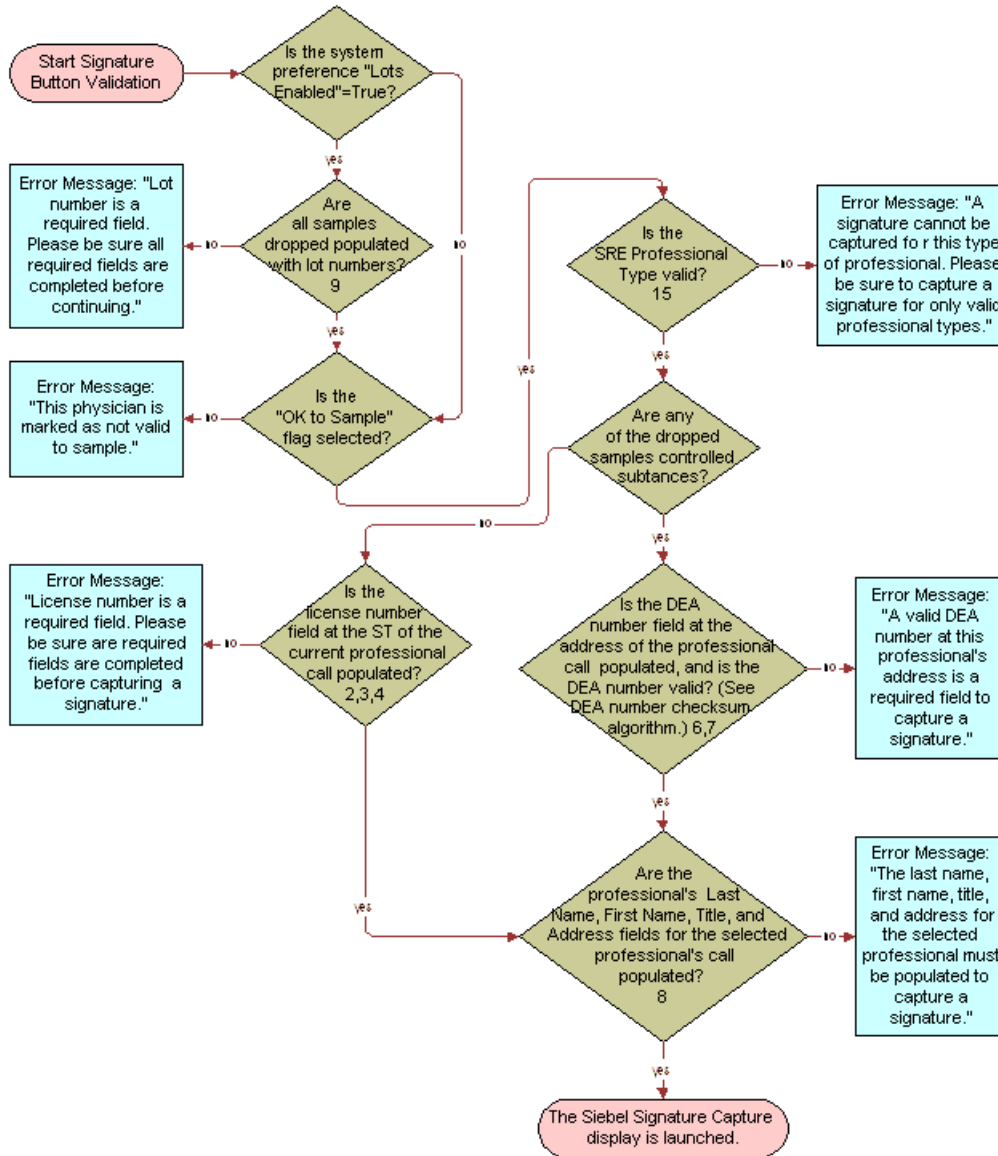 Start Signature
Button Validation
Is the system
preference "Lots
Enabled"=True?
no
yes
Error Message: "Lot
number is a
required field.
Please be sure all
required fields are
completed before
continuing."
no
Are
all samples
dropped populated
with lot numbers?
9
yes
Error Message:
"This physician is
marked as not valid
to sample."
no
Is the
"OK to Sample"
flag selected?
yes
Is the
SRE Professional
Type valid?
15
no
Error Message: "A
signature cannot be
captured fo r this type
of professional. Please
be sure to capture a
signature for only valid
professional types."
yes
Are any
of the dropped
samples controlled
subtances?
no
yes
Error Message:
"License number is a
required field. Please
be sure are required
fields are completed
before capturing a
signature."
no
Is the
license number
field at the ST of the
current professional
call populated?
2,3,4
yes
Is the DEA
number field at the
address of the professional
call populated, and is the
DEA number valid? (See
DEA number checksum
algorithm.) 6,7
no
Error Message:
"A valid DEA
number at this
professional's
address is a
required field to
capture a
signature."
yes
Are the
professional's Last
Name, First Name, Title, and
Address fields for the selected
professional's call
populated?
8
no
Error Message:
"The last name,
first name, title,
and address for
the selected
professional must
be populated to
capture a
signature."
yes
The Siebel Signature Capture
display is launched.